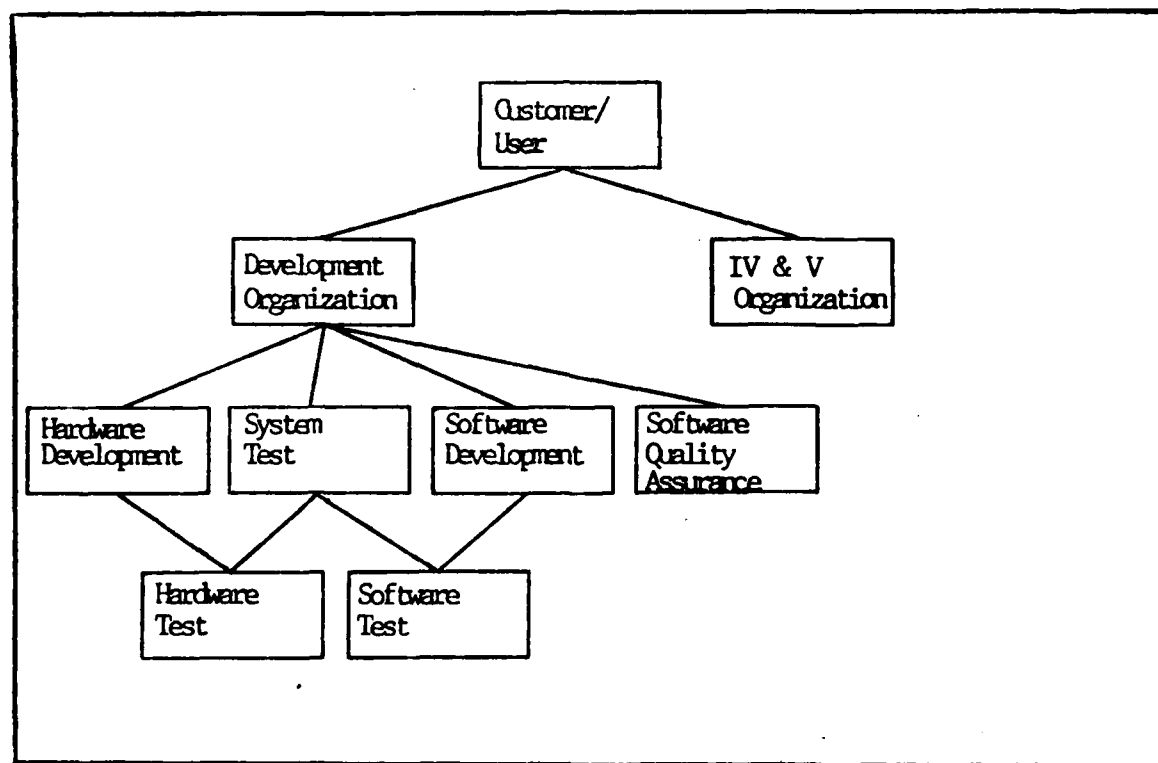 Customer/
User
Development
Organization
IV & V
Organization
Hardware
Development
System
Test
Software
Development
Software
Quality
Assurance
Hardware
Test
Software
Test